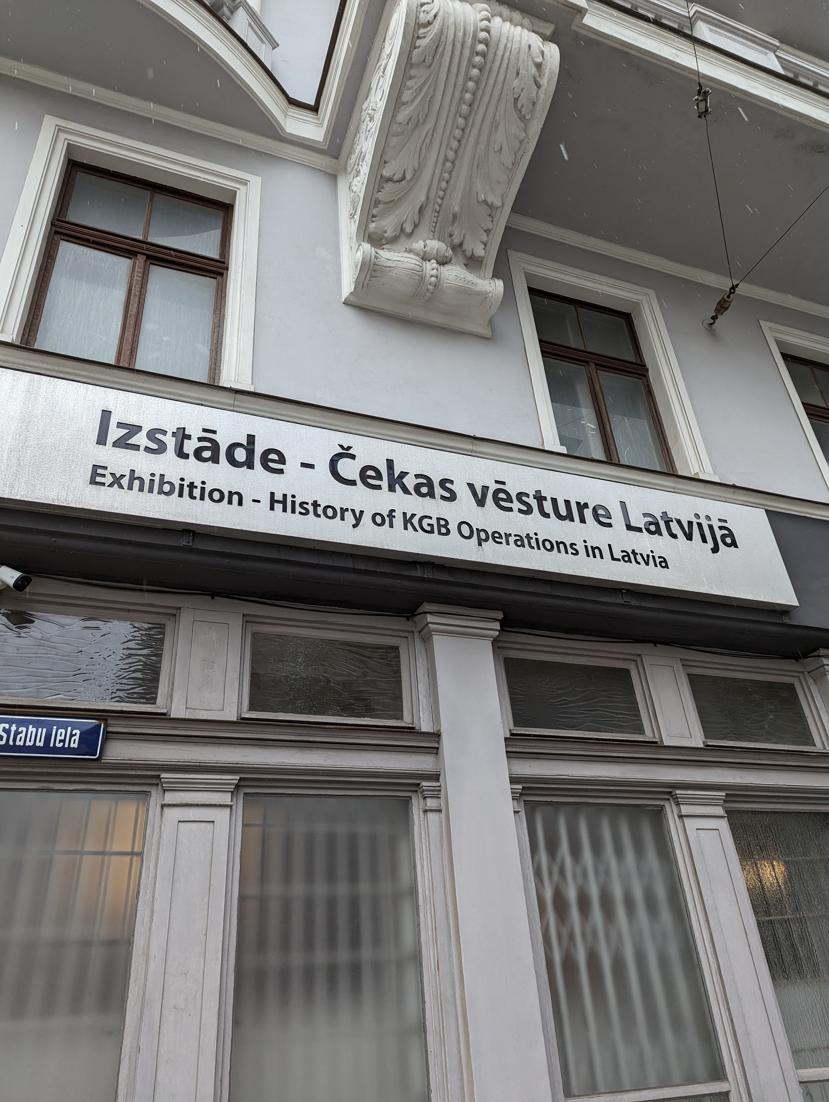 Izstāde - Čekas vēsture Latvijā
Exhibition - History of KGB Operations in Latvia
Stabu iela